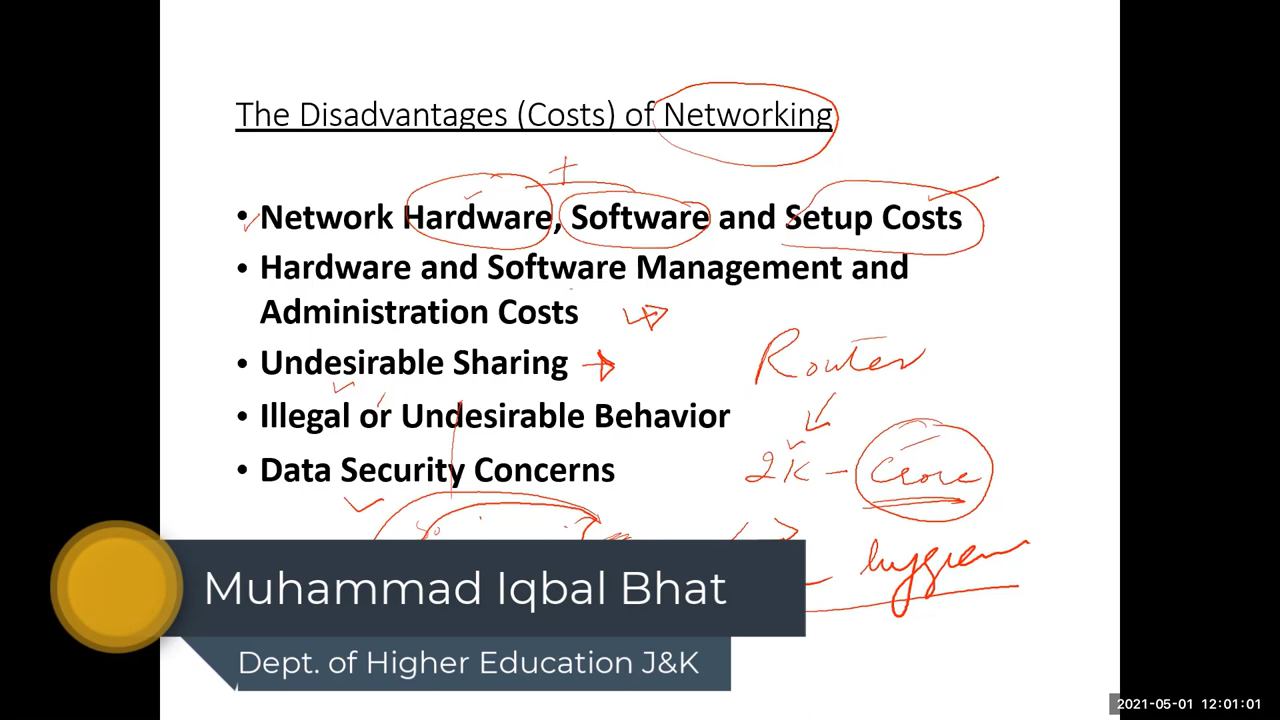 The Disadvantages (Costs) of Networking
• Network Hardware, Software and Setup Costs
• Hardware and Software Management and
Administration Costs
• Undesirable Sharing
Router
• Illegal or Undesirable Behavior
• Data Security Concerns
2K - Crore
Muhammad Iqbal Bhat
Dept. of Higher Education J&K
2021-05-01 12:01:01